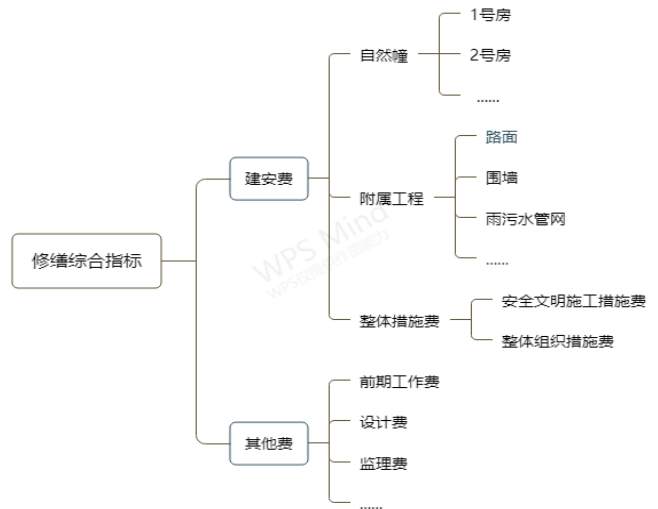 修缮综合指标
建安费
自然幢
1号房
2号房
......
附属工程
路面
围墙
雨污水管网
......
整体措施费
安全文明施工措施费
整体组织措施费
其他费
前期工作费
设计费
监理费
......
WPS Mind